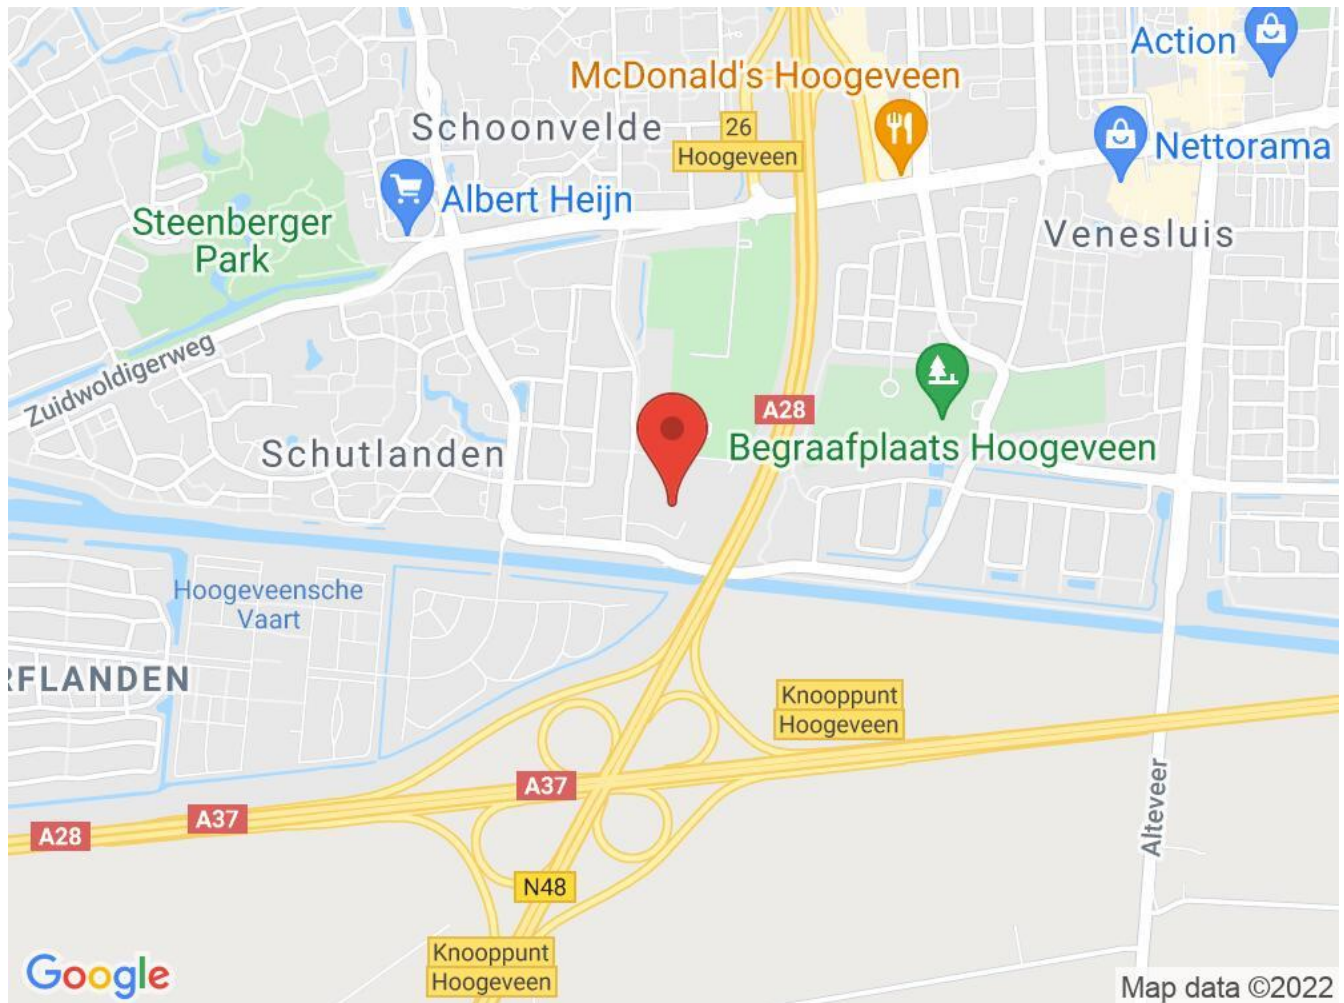 Action
McDonald's Hoogeveen
Schoonvelde
26
Hoogeveen
Nettorama
Albert Heijn
Steenberger
Park
Venesluis
Zuidwoldigerweg
A28
Schutlanden
Begraafplaats Hoogeveen
Hoogeveensche
Vaart
RFLANDEN
Knooppunt
Hoogeveen
A37
A37
A28
Alteveer
N48
Knooppunt
Hoogeveen
Google
Map data ©2022